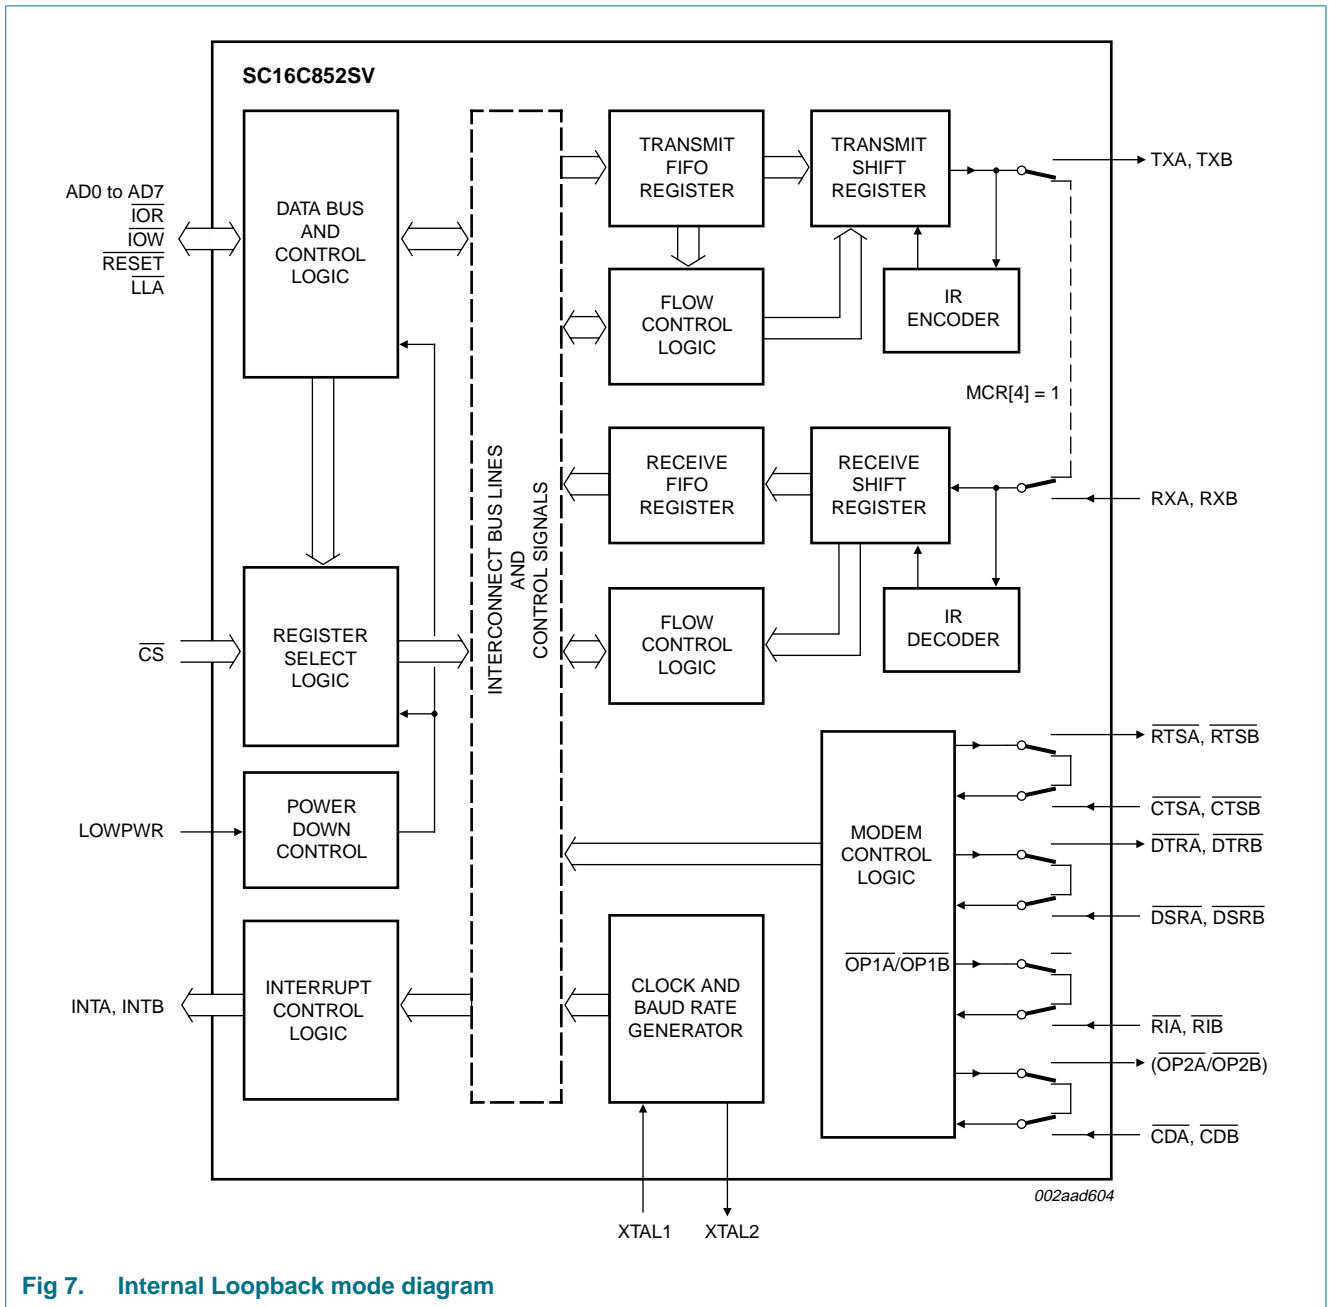 SC16C852SV
AD0 to AD7
IOR
IOW
RESET
LLA
DATA BUS
AND
CONTROL
LOGIC
TRANSMIT
FIFO
REGISTER
TRANSMIT
SHIFT
REGISTER
TXA, TXB
FLOW
CONTROL
LOGIC
IR
ENCODER
MCR[4] = 1
INTERCONNECT BUS LINES
AND
CONTROL SIGNALS
RECEIVE
FIFO
REGISTER
RECEIVE
SHIFT
REGISTER
RXA, RXB
CS
REGISTER
SELECT
LOGIC
FLOW
CONTROL
LOGIC
IR
DECODER
LOWPWR
POWER
DOWN
CONTROL
MODEM
CONTROL
LOGIC
RTSA, RTSB
CTSA, CTSB
DTRA, DTRB
DSRA, DSRB
OP1A/OP1B
RIA, RIB
(OP2A/OP2B)
CDA, CDB
INTA, INTB
INTERRUPT
CONTROL
LOGIC
CLOCK AND
BAUD RATE
GENERATOR
XTAL1
XTAL2
002aad604
Fig 7. Internal Loopback mode diagram